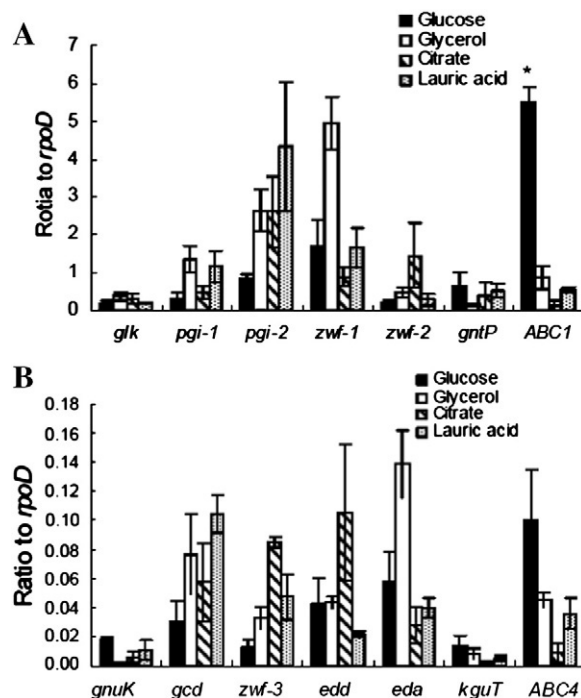 A
Glucose
Glycerol
Citrate
Lauric acid
*
Rotia to rpoD
7
6
5
4
3
2
1
0
glk pgi-1 pgi-2 zwf-1 zwf-2 gntP ABC1
B
Glucose
Glycerol
Citrate
Lauric acid
Ratio to rpoD
0.18
0.16
0.14
0.12
0.10
0.08
0.06
0.04
0.02
0.00
gnuK gcd zwf-3 edd eda kguT ABC4